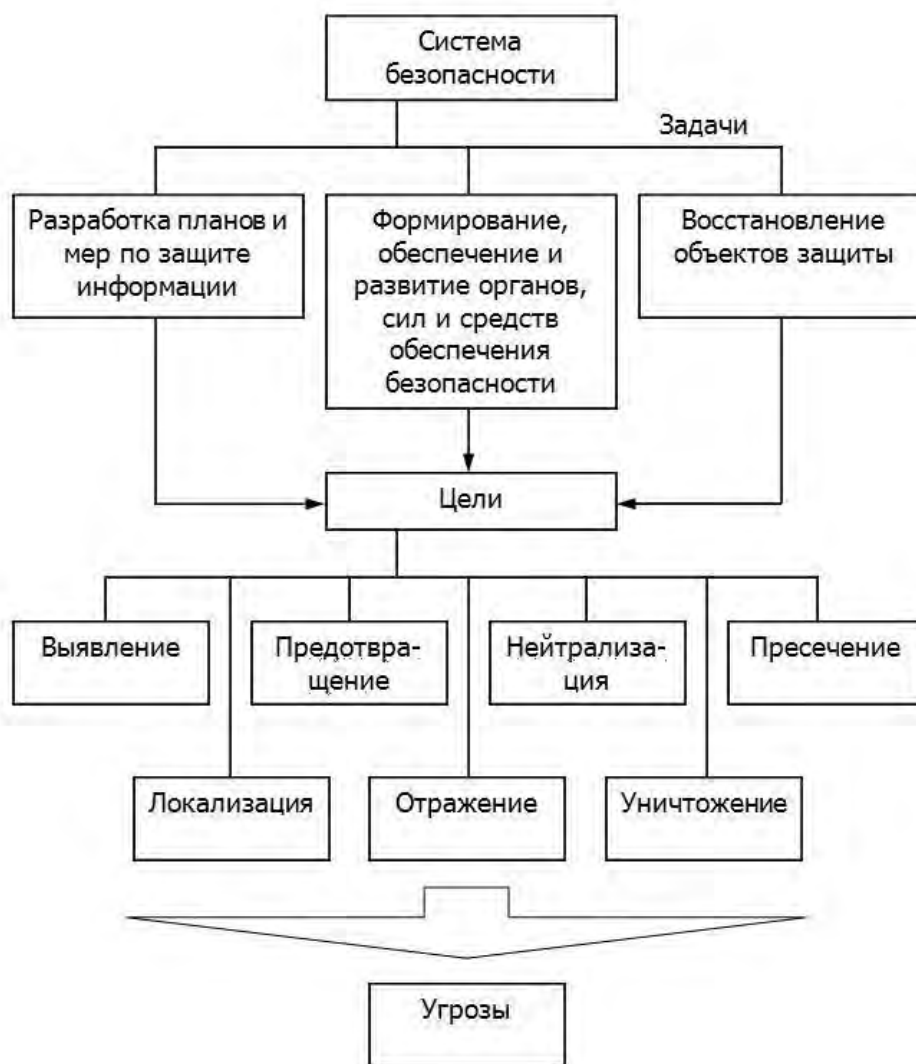 Система
безопасности
Задачи
Разработка планов и
мер по защите
информации
Формирование,
обеспечение и
развитие органов,
сил и средств
обеспечения
безопасности
Восстановление
объектов защиты
Цели
Выявление
Предотвра-
щение
Нейтрализа-
ция
Пресечение
Локализация
Отражение
Уничтожение
Угрозы